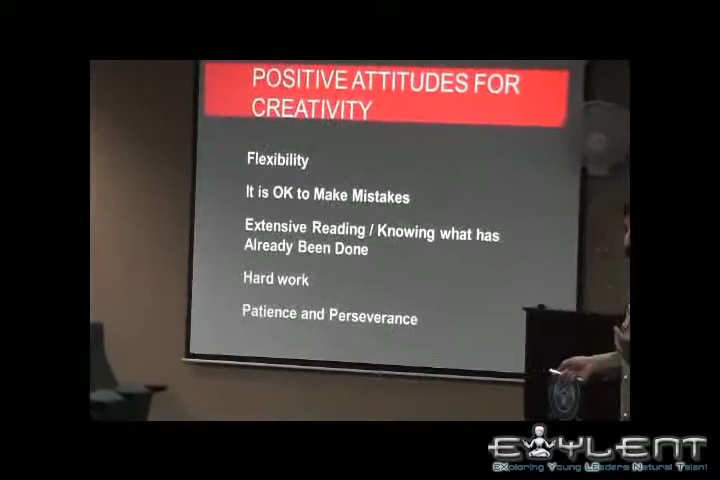 POSITIVE ATTITUDES FOR
CREATIVITY
Flexibility
It is OK to Make Mistakes
Extensive Reading / Knowing what has
Already Been Done
Hard work
Patience and Perseverance
EXYLENT
EXploring Young LEaders Natural Talent